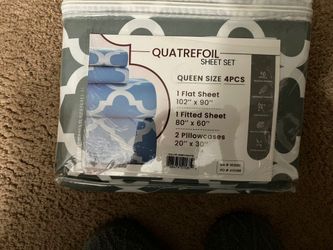 QUATREFOIL
SHEET SET
QUEEN SIZE 4PCS
1 Flat Sheet
102" x 90"
1 Fitted Sheet
80" x 60"
2 Pillowcases
20" x 30"